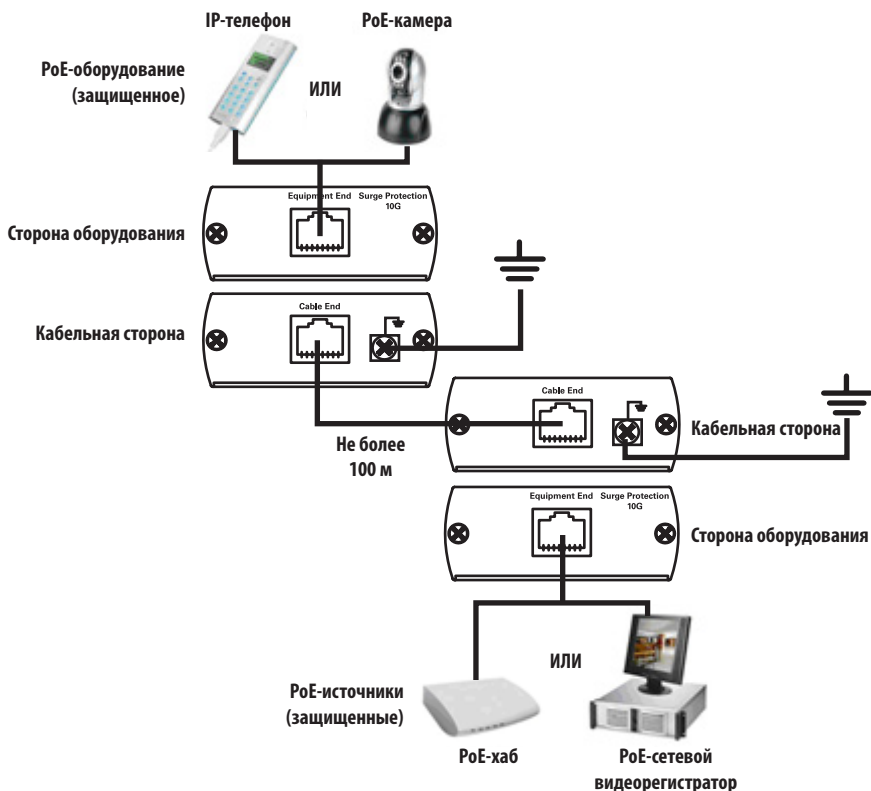 IP-телефон
PoE-камера
PoE-оборудование
(защищенное)
ИЛИ
Equipment End
Surge Protection
10G
Сторона оборудования
Cable End
Кабельная сторона
Cable End
Кабельная сторона
Не более
100 м
Equipment End
Surge Protection
10G
Сторона оборудования
ИЛИ
PoE-источники
(защищенные)
PoE-хаб
PoE-сетевой
видеорегистратор